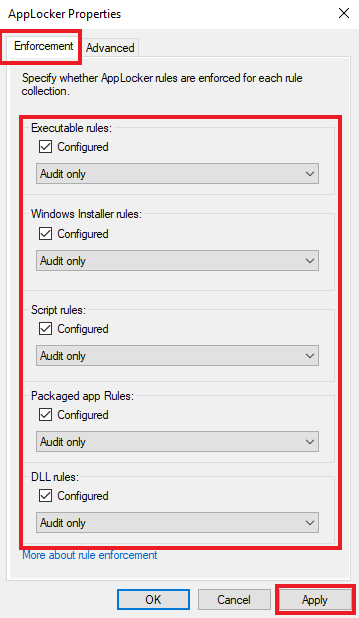 AppLocker Properties
Enforcement
Advanced
Specify whether AppLocker rules are enforced for each rule
collection.
Executable rules:
Configured
Audit only
Windows Installer rules:
Configured
Audit only
Script rules:
Configured
Audit only
Packaged app Rules:
Configured
Audit only
DLL rules:
Configured
Audit only
More about rule enforcement
OK
Cancel
Apply